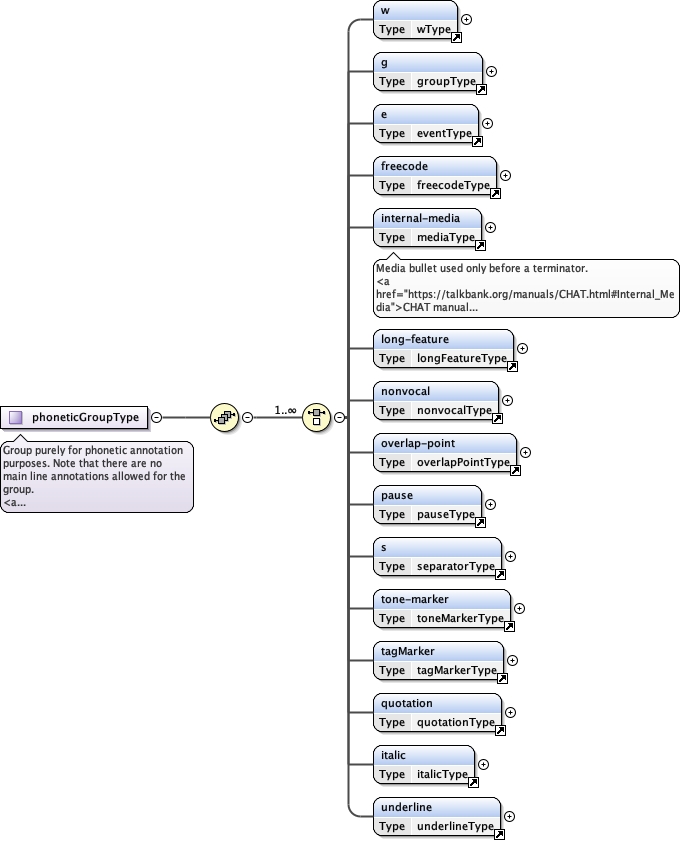 w
Type wType
g
Type groupType
e
Type eventType
freecode
Type freecodeType
internal-media
Type mediaType
Media bullet used only before a terminator.
<a
href="https://talkbank.org/manuals/CHAT.html#Internal_Me
dia">CHAT manual...
long-feature
Type longFeatureType
nonvocal
Type nonvocalType
phoneticGroupType
1..∞
Group purely for phonetic annotation
purposes. Note that there are no
main line annotations allowed for the
group.
<a...
overlap-point
Type overlapPointType
pause
Type pauseType
s
Type separatorType
tone-marker
Type toneMarkerType
tagMarker
Type tagMarkerType
quotation
Type quotationType
italic
Type italicType
underline
Type underlineType